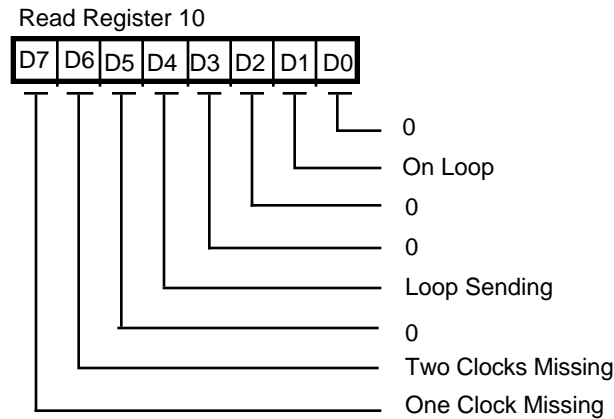 Read Register 10
D7 D6 D5 D4 D3 D2 D1 D0
0
On Loop
0
0
Loop Sending
0
Two Clocks Missing
One Clock Missing